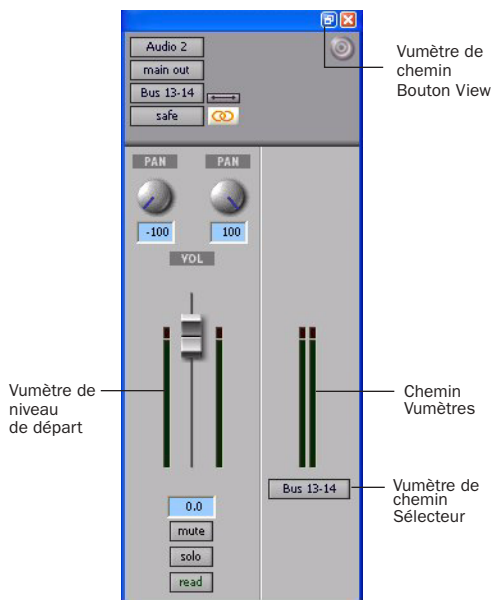 Audio 2
main out
Bus 13-14
safe
Vumètre de
chemin
Bouton View
PAN
PAN
-100
100
VOL
Vumètre de
niveau
de départ
Chemin
Vumètres
Bus 13-14
Vumètre de
chemin
Sélecteur
0.0
mute
solo
read